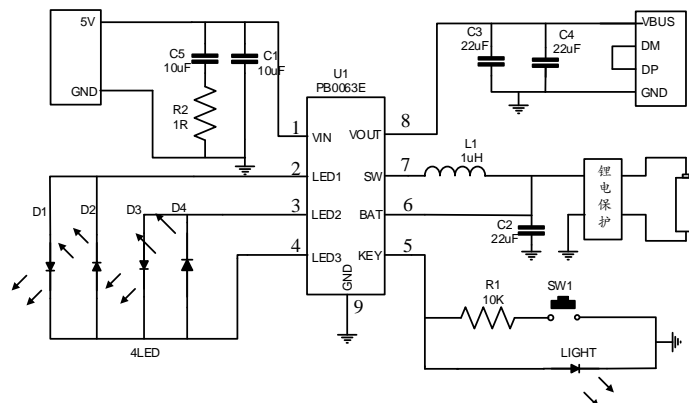 5V
GND
C5
10uF
C1
10uF
R2
1R
U1
PB0063E
1
VIN
2
LED1
3
LED2
4
LED3
VOUT
8
SW
7
BAT
6
KEY
5
GND
9
C3
22uF
C4
22uF
VBUS
DM
DP
GND
L1
1uH
C2
22uF
锂电保护
D1
D2
D3
D4
4LED
R1
10K
SW1
LIGHT